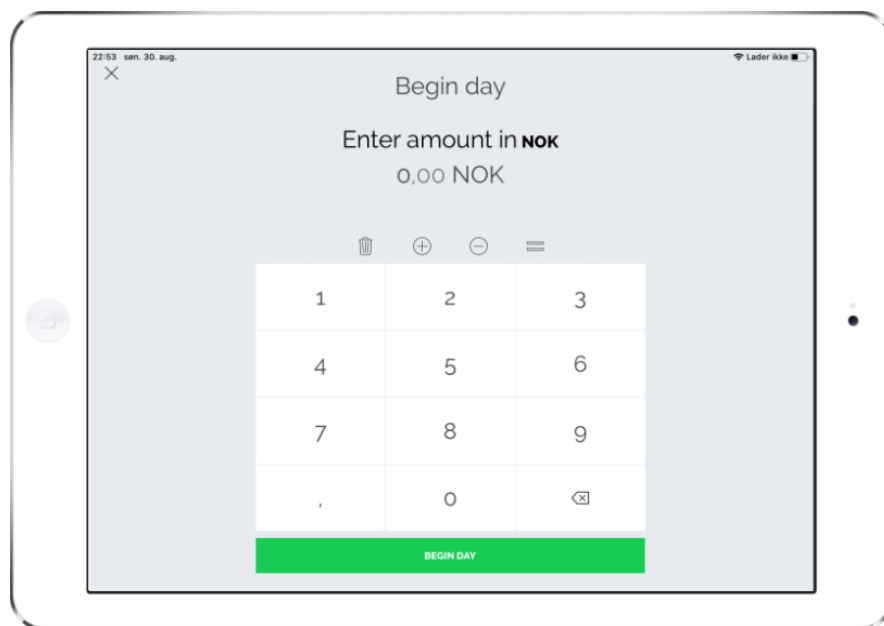 22:53 søn. 30. aug.
Lader ikke
Begin day
Enter amount in NOK
0,00 NOK
1 2 3
4 5 6
7 8 9
, 0
BEGIN DAY